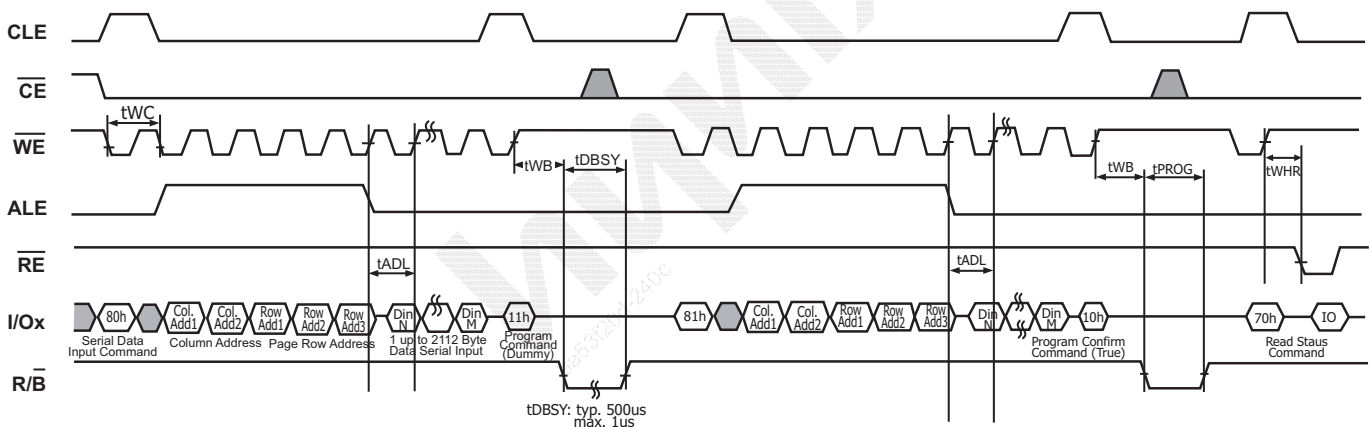 CLE
CE
tWC
WE
tWB
tDBSY
tWB
tPROG
tWHR
ALE
RE
tADL
tADL
I/Ox
80h
Col. Add1
Col. Add2
Row Add1
Row Add2
Row Add3
Din N
Din M
11h
81h
Col. Add1
Col. Add2
Row Add1
Row Add2
Row Add3
Din N
Din M
10h
70h
IO
Serial Data
Input Command
Column Address
Page Row Address
1 up to 2112 Byte
Data Serial Input
Program
Command
(Dummy)
Program Confirm
Command (True)
Read Staus
Command
R/B
tDBSY: typ. 500us
max. 1us